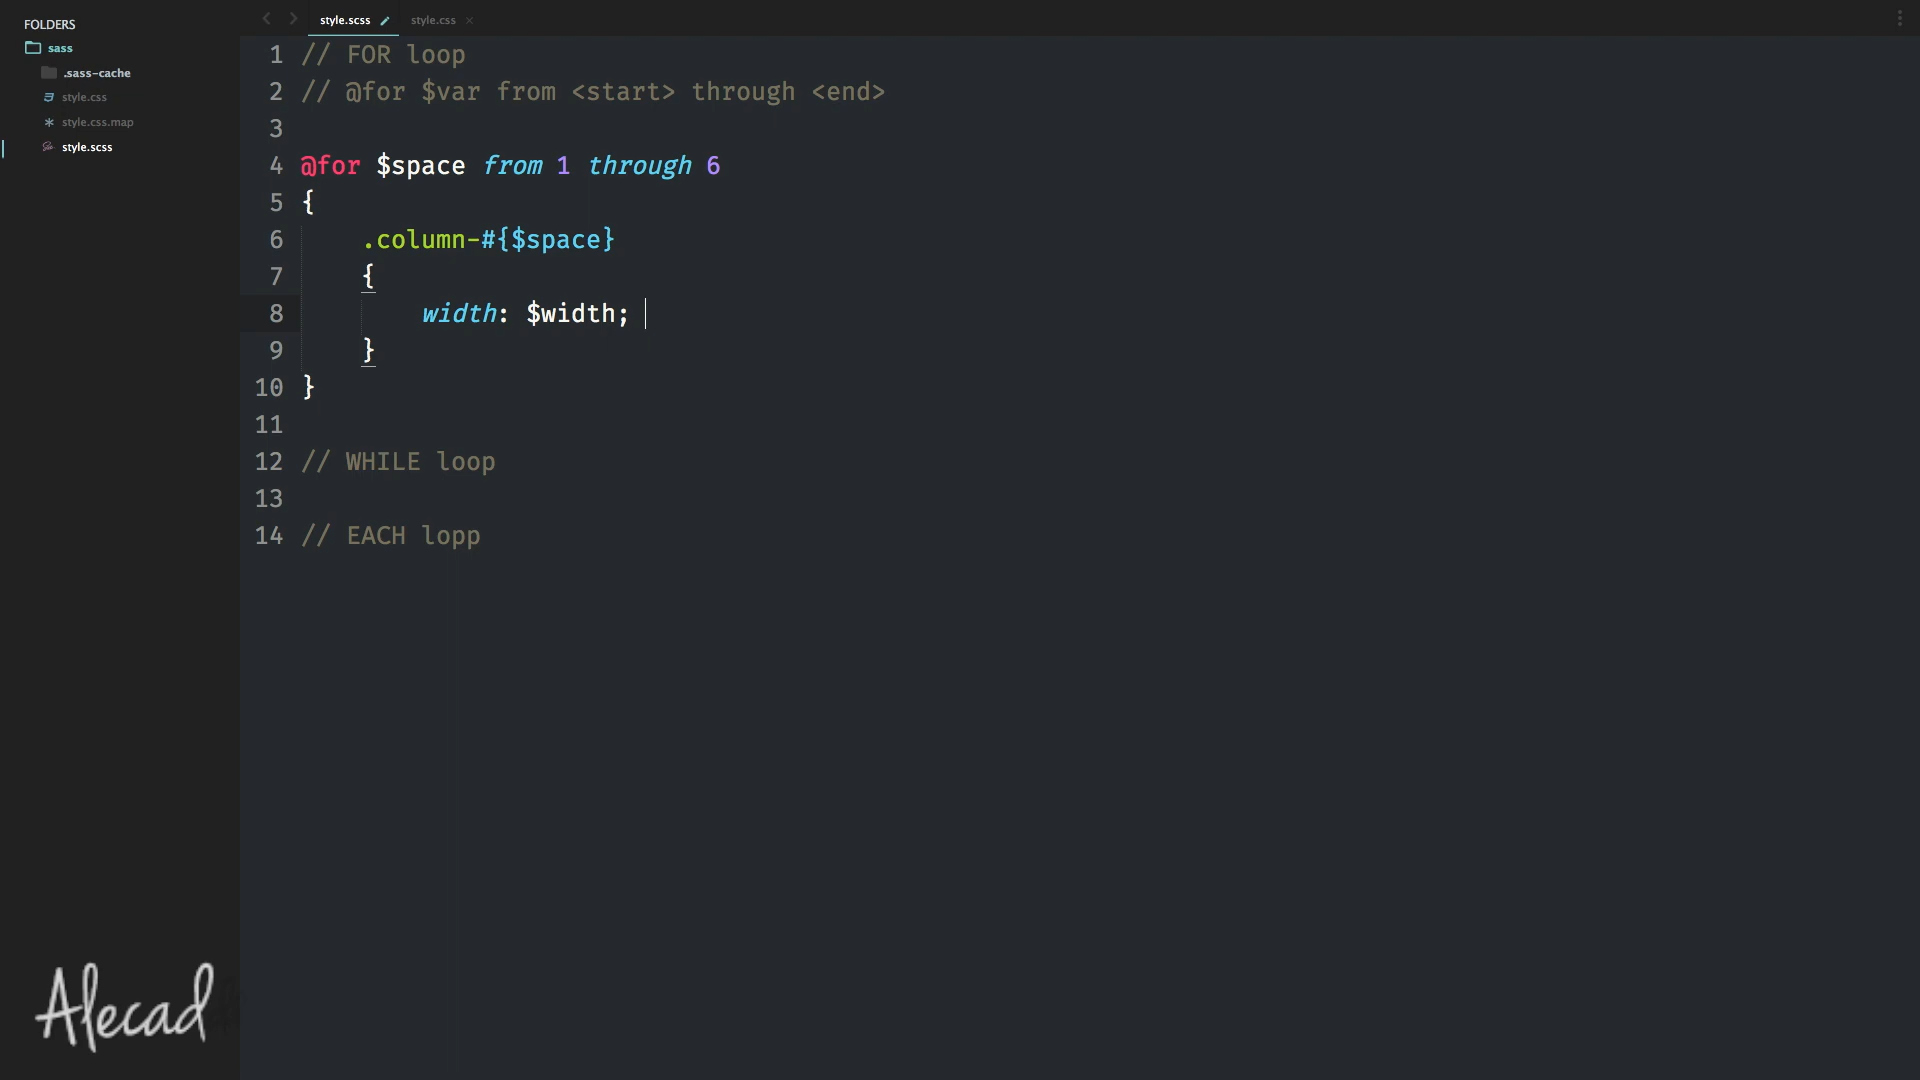 FOLDERS
sass
.sass-cache
style.css
style.css.map
style.scss
style.scss style.css
1 // FOR loop
2 // @for $var from <start> through <end>
3
4 @for $space from 1 through 6
5 {
6 .column-#{$space}
7 {
8 width: $width;
9 }
10 }
11
12 // WHILE loop
13
14 // EACH lopp
Alecad